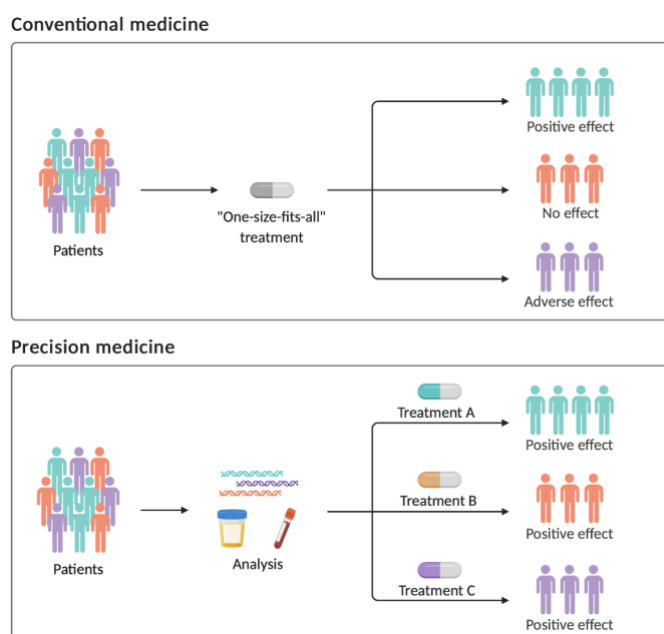 Conventional medicine
Positive effect
"One-size-fits-all"
treatment
No effect
Patients
Adverse effect
Precision medicine
Treatment A
Positive effect
Treatment B
Positive effect
Patients
Analysis
Treatment C
Positive effect